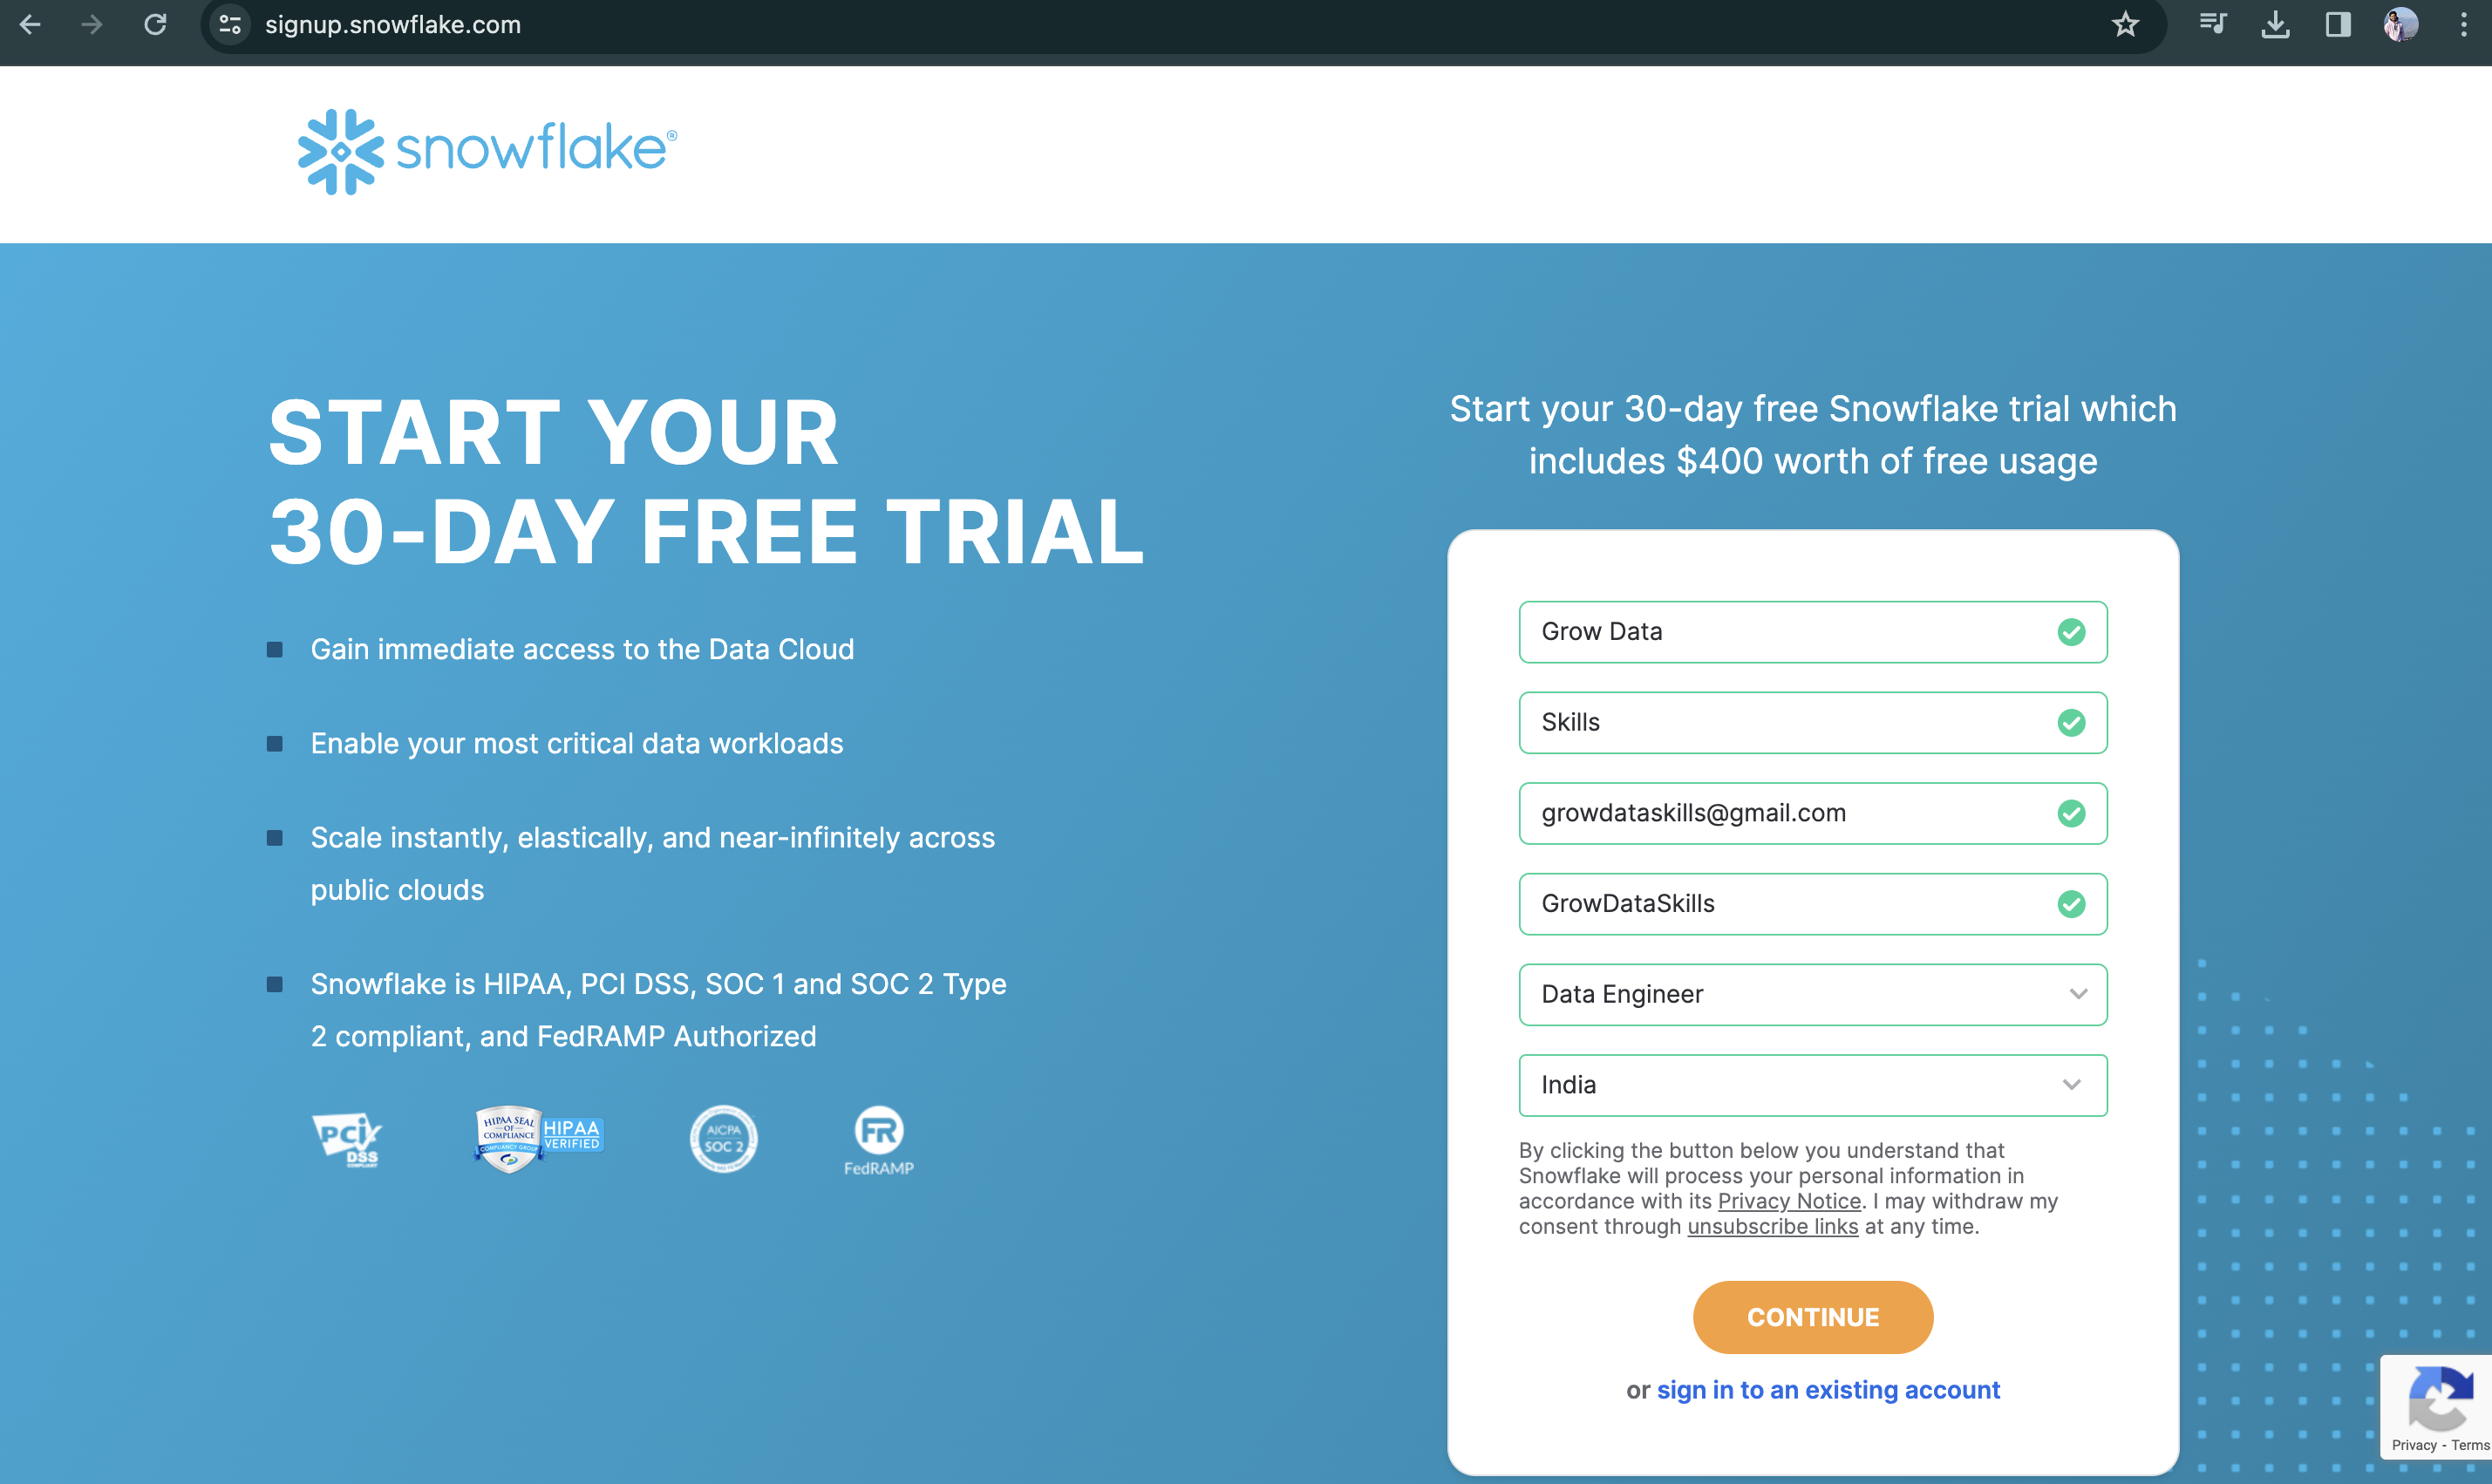 signup.snowflake.com
snowflake®
START YOUR
30-DAY FREE TRIAL
Gain immediate access to the Data Cloud
Enable your most critical data workloads
Scale instantly, elastically, and near-infinitely across
public clouds
Snowflake is HIPAA, PCI DSS, SOC 1 and SOC 2 Type
2 compliant, and FedRAMP Authorized
PCI
DSS
COMPLIANT
HIPAA SEAL
OF
COMPLIANCE
COMPLIANCY GROUP
HIPAA
VERIFIED
AICPA
SOC 2
FR
FedRAMP
Start your 30-day free Snowflake trial which
includes $400 worth of free usage
Grow Data
Skills
growdataskills@gmail.com
GrowDataSkills
Data Engineer
India
By clicking the button below you understand that
Snowflake will process your personal information in
accordance with its Privacy Notice. I may withdraw my
consent through unsubscribe links at any time.
CONTINUE
or sign in to an existing account
Privacy - Terms